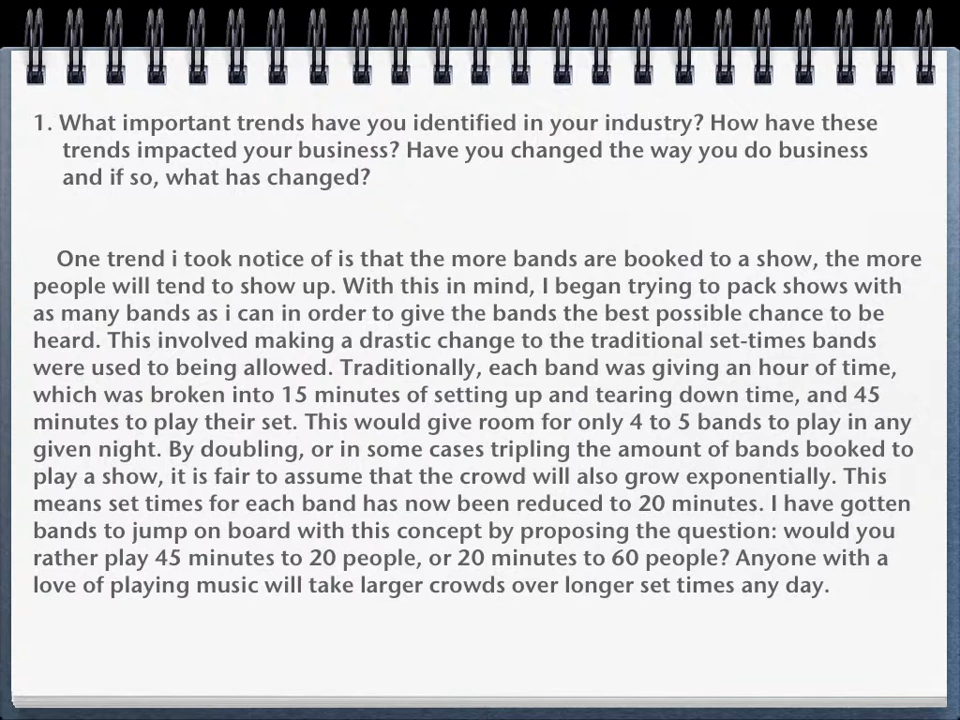 1. What important trends have you identified in your industry? How have these
trends impacted your business? Have you changed the way you do business
and if so, what has changed?
One trend i took notice of is that the more bands are booked to a show, the more
people will tend to show up. With this in mind, I began trying to pack shows with
as many bands as i can in order to give the bands the best possible chance to be
heard. This involved making a drastic change to the traditional set-times bands
were used to being allowed. Traditionally, each band was giving an hour of time,
which was broken into 15 minutes of setting up and tearing down time, and 45
minutes to play their set. This would give room for only 4 to 5 bands to play in any
given night. By doubling, or in some cases tripling the amount of bands booked to
play a show, it is fair to assume that the crowd will also grow exponentially. This
means set times for each band has now been reduced to 20 minutes. I have gotten
bands to jump on board with this concept by proposing the question: would you
rather play 45 minutes to 20 people, or 20 minutes to 60 people? Anyone with a
love of playing music will take larger crowds over longer set times any day.